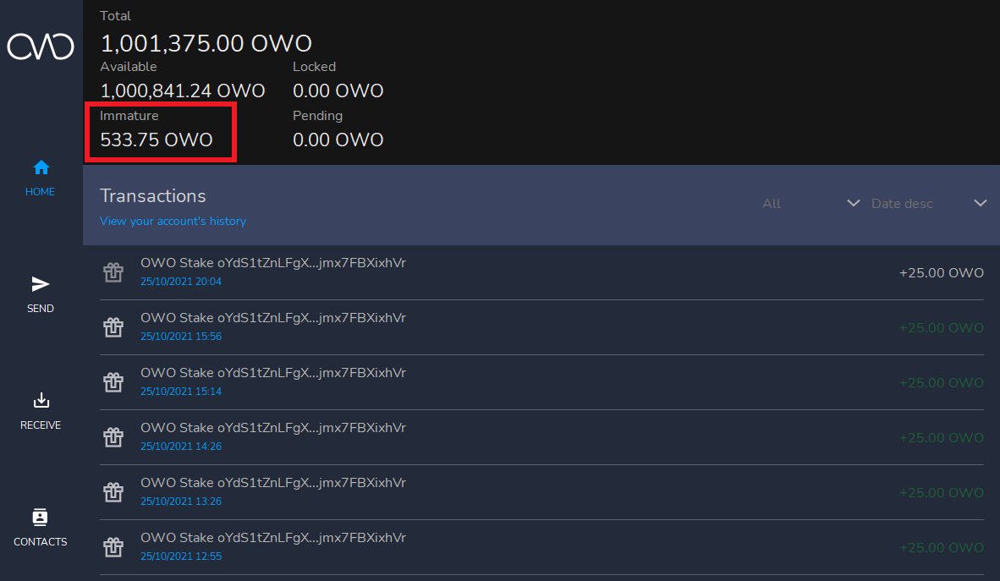 OWO
Total
1,001,375.00 OWO
Available Locked
1,000,841.24 OWO 0.00 OWO
Immature Pending
533.75 OWO 0.00 OWO
HOME
Transactions
View your account's history
All Date desc
OWO Stake oYdS1tZnLFgX...jmx7FBXixhVr
25/10/2021 20:04
+25.00 OWO
SEND
OWO Stake oYdS1tZnLFgX...jmx7FBXixhVr
25/10/2021 15:56
+25.00 OWO
OWO Stake oYdS1tZnLFgX...jmx7FBXixhVr
25/10/2021 15:14
+25.00 OWO
RECEIVE
OWO Stake oYdS1tZnLFgX...jmx7FBXixhVr
25/10/2021 14:26
+25.00 OWO
OWO Stake oYdS1tZnLFgX...jmx7FBXixhVr
25/10/2021 13:26
+25.00 OWO
CONTACTS
OWO Stake oYdS1tZnLFgX...jmx7FBXixhVr
25/10/2021 12:55
+25.00 OWO